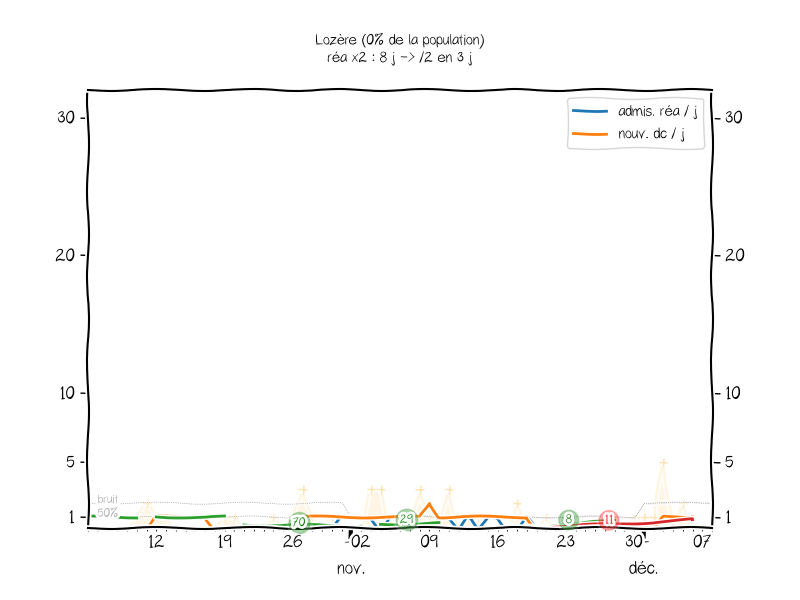 Lozère (0% de la population)
réa x2 : 8 j -> /2 en 3 j
admis. réa / j
nouv. dc / j
30 30
20 20
10 10
5 5
1 1
bruit
50%
70 29 8 11
12 19 26 02 09 16 23 30 07
nov. déc.